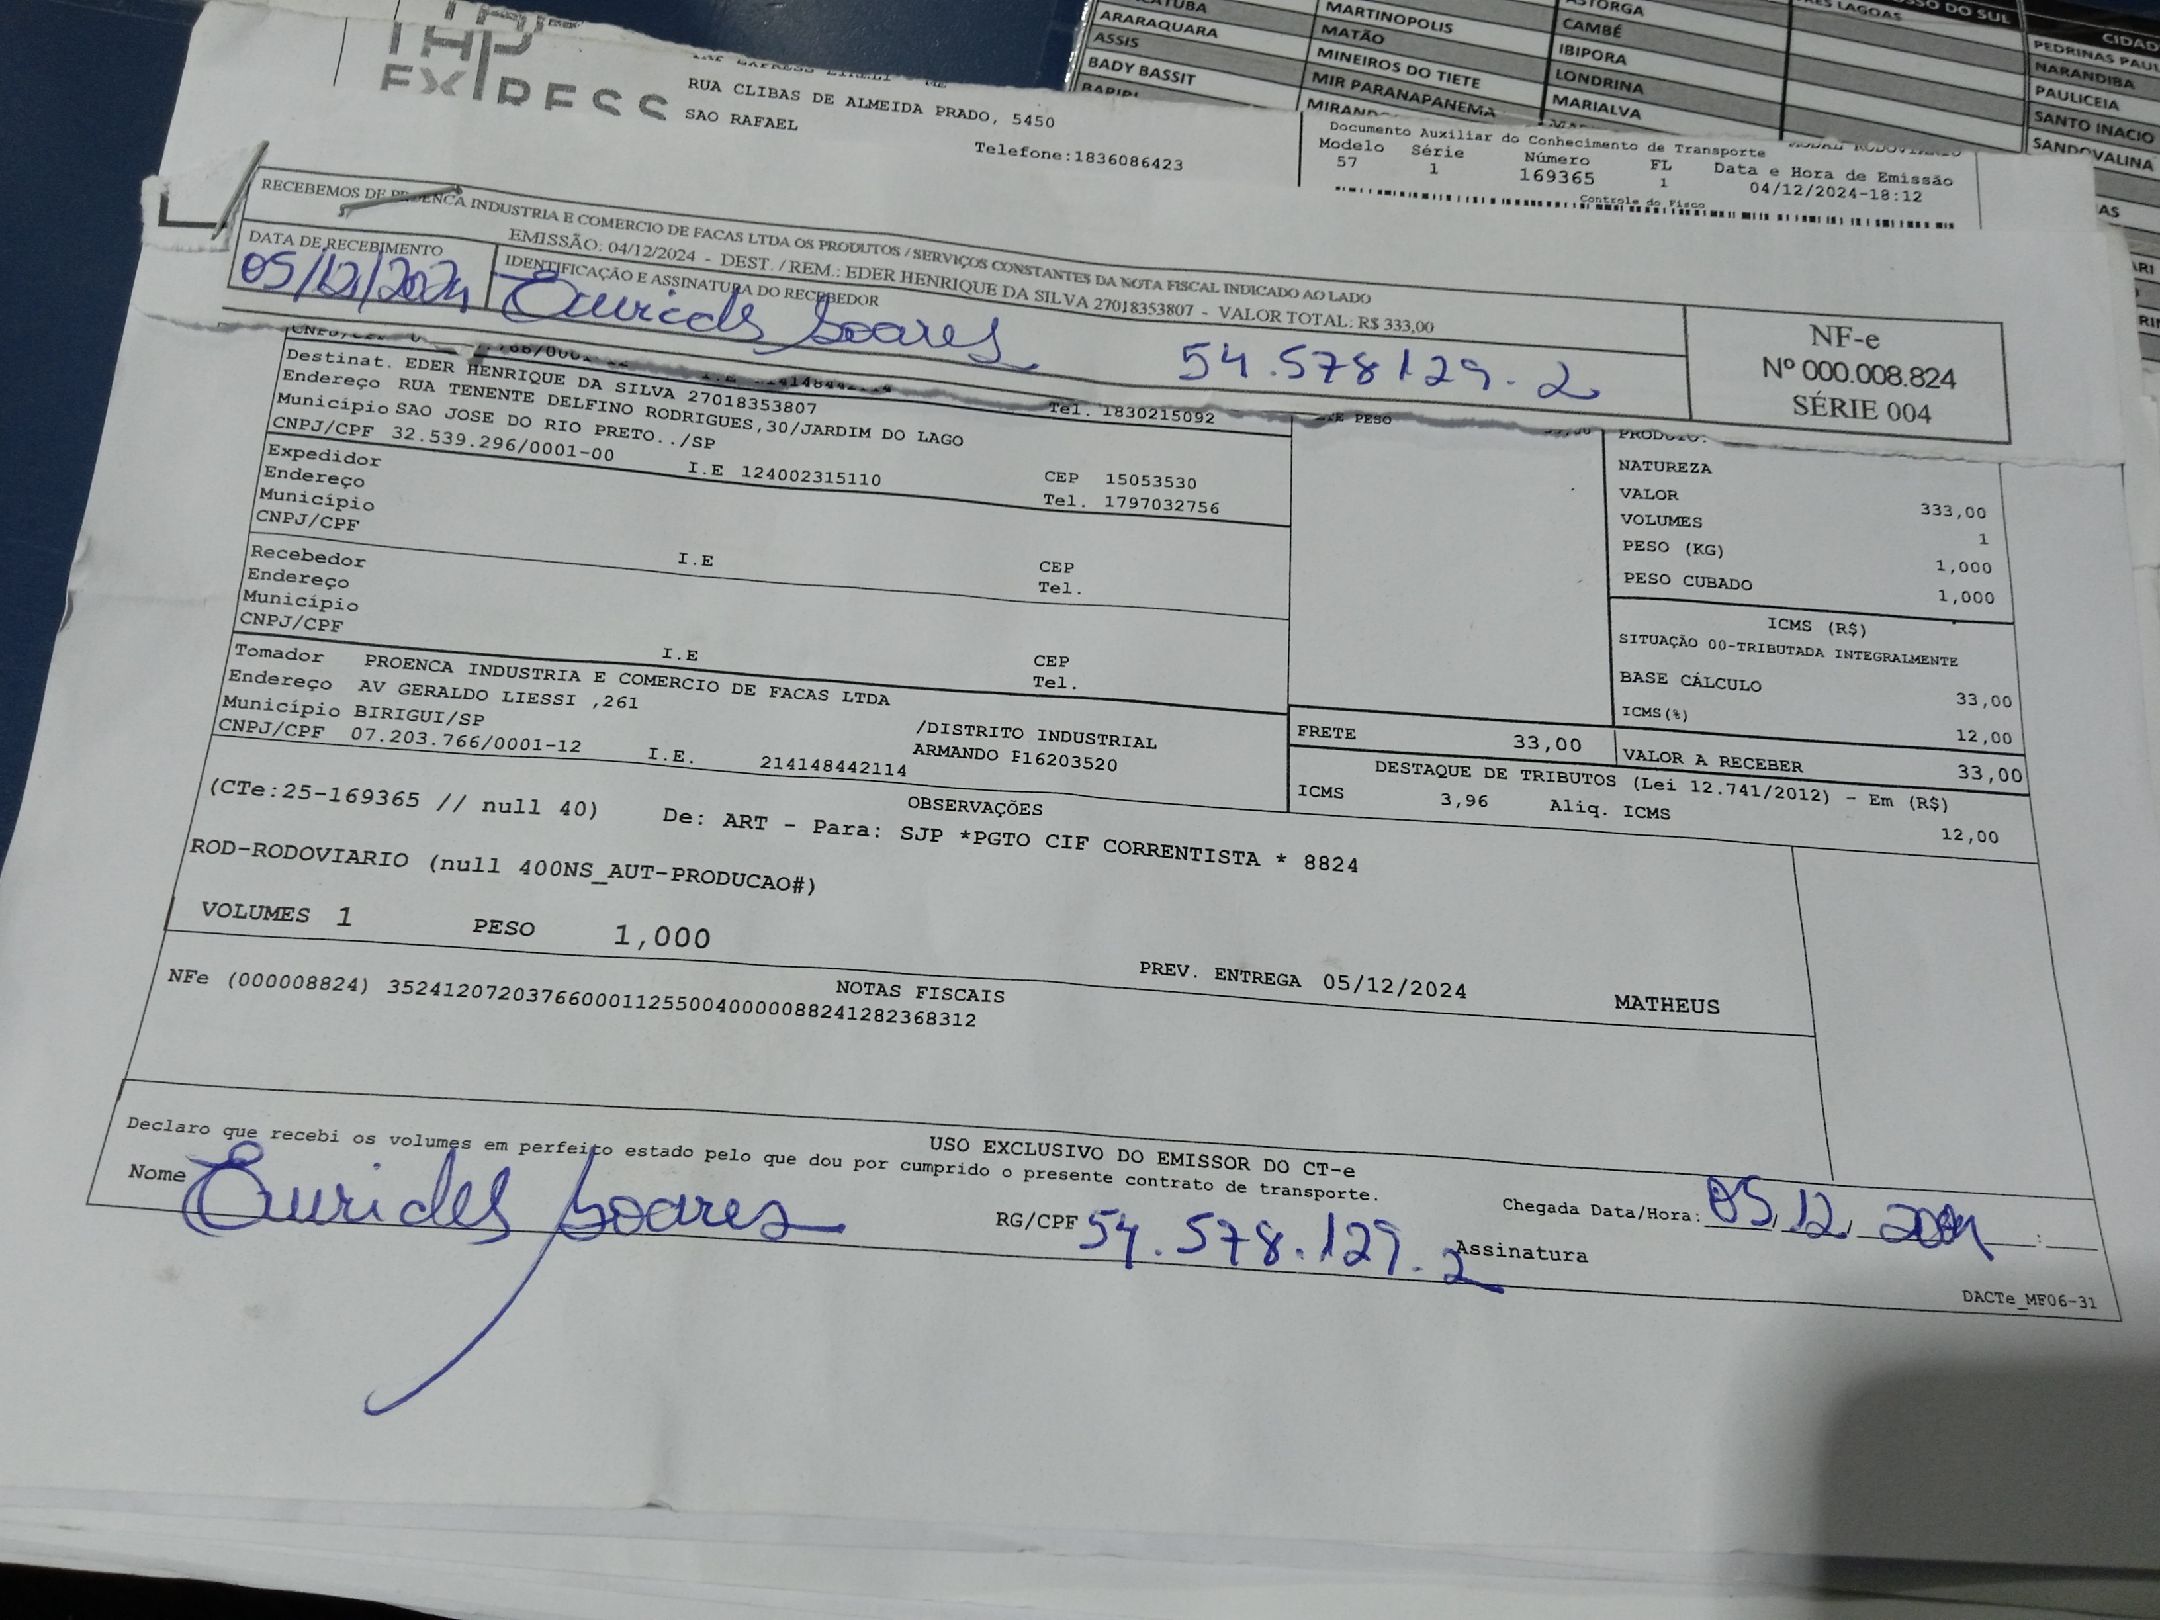 EXPRESS
RUA CLIBAS DE ALMEIDA PRADO, 5450
SAO RAFAEL
Telefone:1836086423
ARARAQUARA
ASSIS
BADY BASSIT
MARTINOPOLIS
MATÃO
MINEIROS DO TIETE
MIR PARANAPANEMA
CAMBÉ
IBIPORA
LONDRINA
MARIALVA
PEDRINAS PAUL
NARANDIBA
PAULICEIA
SANTO INACIO
SANDOVALINA
Documento Auxiliar do Conhecimento de Transporte
Modelo Série Número FL Data e Hora de Emissão
57 1 169365 1 04/12/2024-18:12
Controle do Fisco
RECEBEMOS DE PROENCA INDUSTRIA E COMERCIO DE FACAS LTDA OS PRODUTOS / SERVIÇOS CONSTANTES DA NOTA FISCAL INDICADO AO LADO
EMISSÃO: 04/12/2024 - DEST. / REM.: EDER HENRIQUE DA SILVA 27018353807 - VALOR TOTAL: R$ 333,00
DATA DE RECEBIMENTO
05/12/2024
IDENTIFICAÇÃO E ASSINATURA DO RECEBEDOR
Eurides Soares 54.578129-2
NF-e
Nº 000.008.824
SÉRIE 004
Tel. 1830215092
Destinat. EDER HENRIQUE DA SILVA 27018353807
Endereço RUA TENENTE DELFINO RODRIGUES,30/JARDIM DO LAGO
Município SAO JOSE DO RIO PRETO../SP CEP 15053530
CNPJ/CPF 32.539.296/0001-00 I.E 124002315110 Tel. 1797032756
Expedidor
Endereço
Município CEP
CNPJ/CPF I.E Tel.
Recebedor
Endereço
Município CEP
CNPJ/CPF I.E Tel.
Tomador PROENCA INDUSTRIA E COMERCIO DE FACAS LTDA
Endereço AV GERALDO LIESSI ,261 /DISTRITO INDUSTRIAL
Município BIRIGUI/SP ARMANDO P16203520
CNPJ/CPF 07.203.766/0001-12 I.E. 214148442114
PESO
PRODUTO:
NATUREZA
VALOR 333,00
VOLUMES 1
PESO (KG) 1,000
PESO CUBADO 1,000
ICMS (R$)
SITUAÇÃO 00-TRIBUTADA INTEGRALMENTE
BASE CÁLCULO 33,00
ICMS(%) 12,00
FRETE 33,00 VALOR A RECEBER 33,00
DESTAQUE DE TRIBUTOS (Lei 12.741/2012) - Em (R$)
ICMS 3,96 Aliq. ICMS 12,00
OBSERVAÇÕES
(CTe:25-169365 // null 40) De: ART - Para: SJP *PGTO CIF CORRENTISTA * 8824
ROD-RODOVIARIO (null 400NS_AUT-PRODUCAO#)
VOLUMES 1 PESO 1,000 PREV. ENTREGA 05/12/2024 MATHEUS
NOTAS FISCAIS
NFe (000008824) 35241207203766000112550040000088241282368312
USO EXCLUSIVO DO EMISSOR DO CT-e
Declaro que recebi os volumes em perfeito estado pelo que dou por cumprido o presente contrato de transporte.
Nome Eurides Soares RG/CPF 54.578.129-2 Assinatura
Chegada Data/Hora: 05/12/2024 :
DACTe_MF06-31